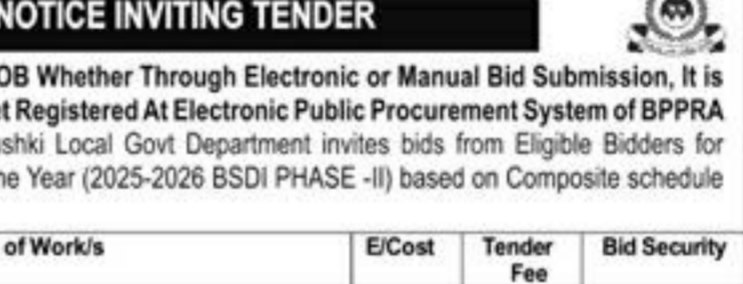 NOTICE INVITING TENDER
OB Whether Through Electronic or Manual Bid Submission, It is
t Registered At Electronic Public Procurement System of BPPRA
shki Local Govt Department invites bids from Eligible Bidders for
ne Year (2025-2026 BSDI PHASE -II) based on Composite schedule
of Work/s E/Cost Tender Fee Bid Security